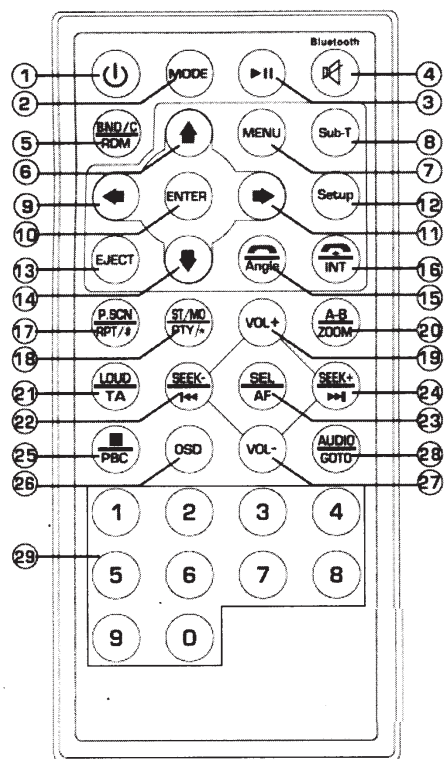 Bluetooth
1 MODE 4
2 3
5 BND/C MENU Sub-T 8
RDM
6 7
9 ENTER Setup 12
10 11
13 EJECT Angle INT 16
14 15
17 P.SCN ST/MO VOL+ A-B 20
RPT/# PTY/* ZOOM
18 19
21 LOUD SEEK- SEL SEEK+ 24
TA AF
22 23
25 PBC OSD VOL- AUDIO 28
GOTO
26 27
1 2 3 4
29 5 6 7 8
9 0